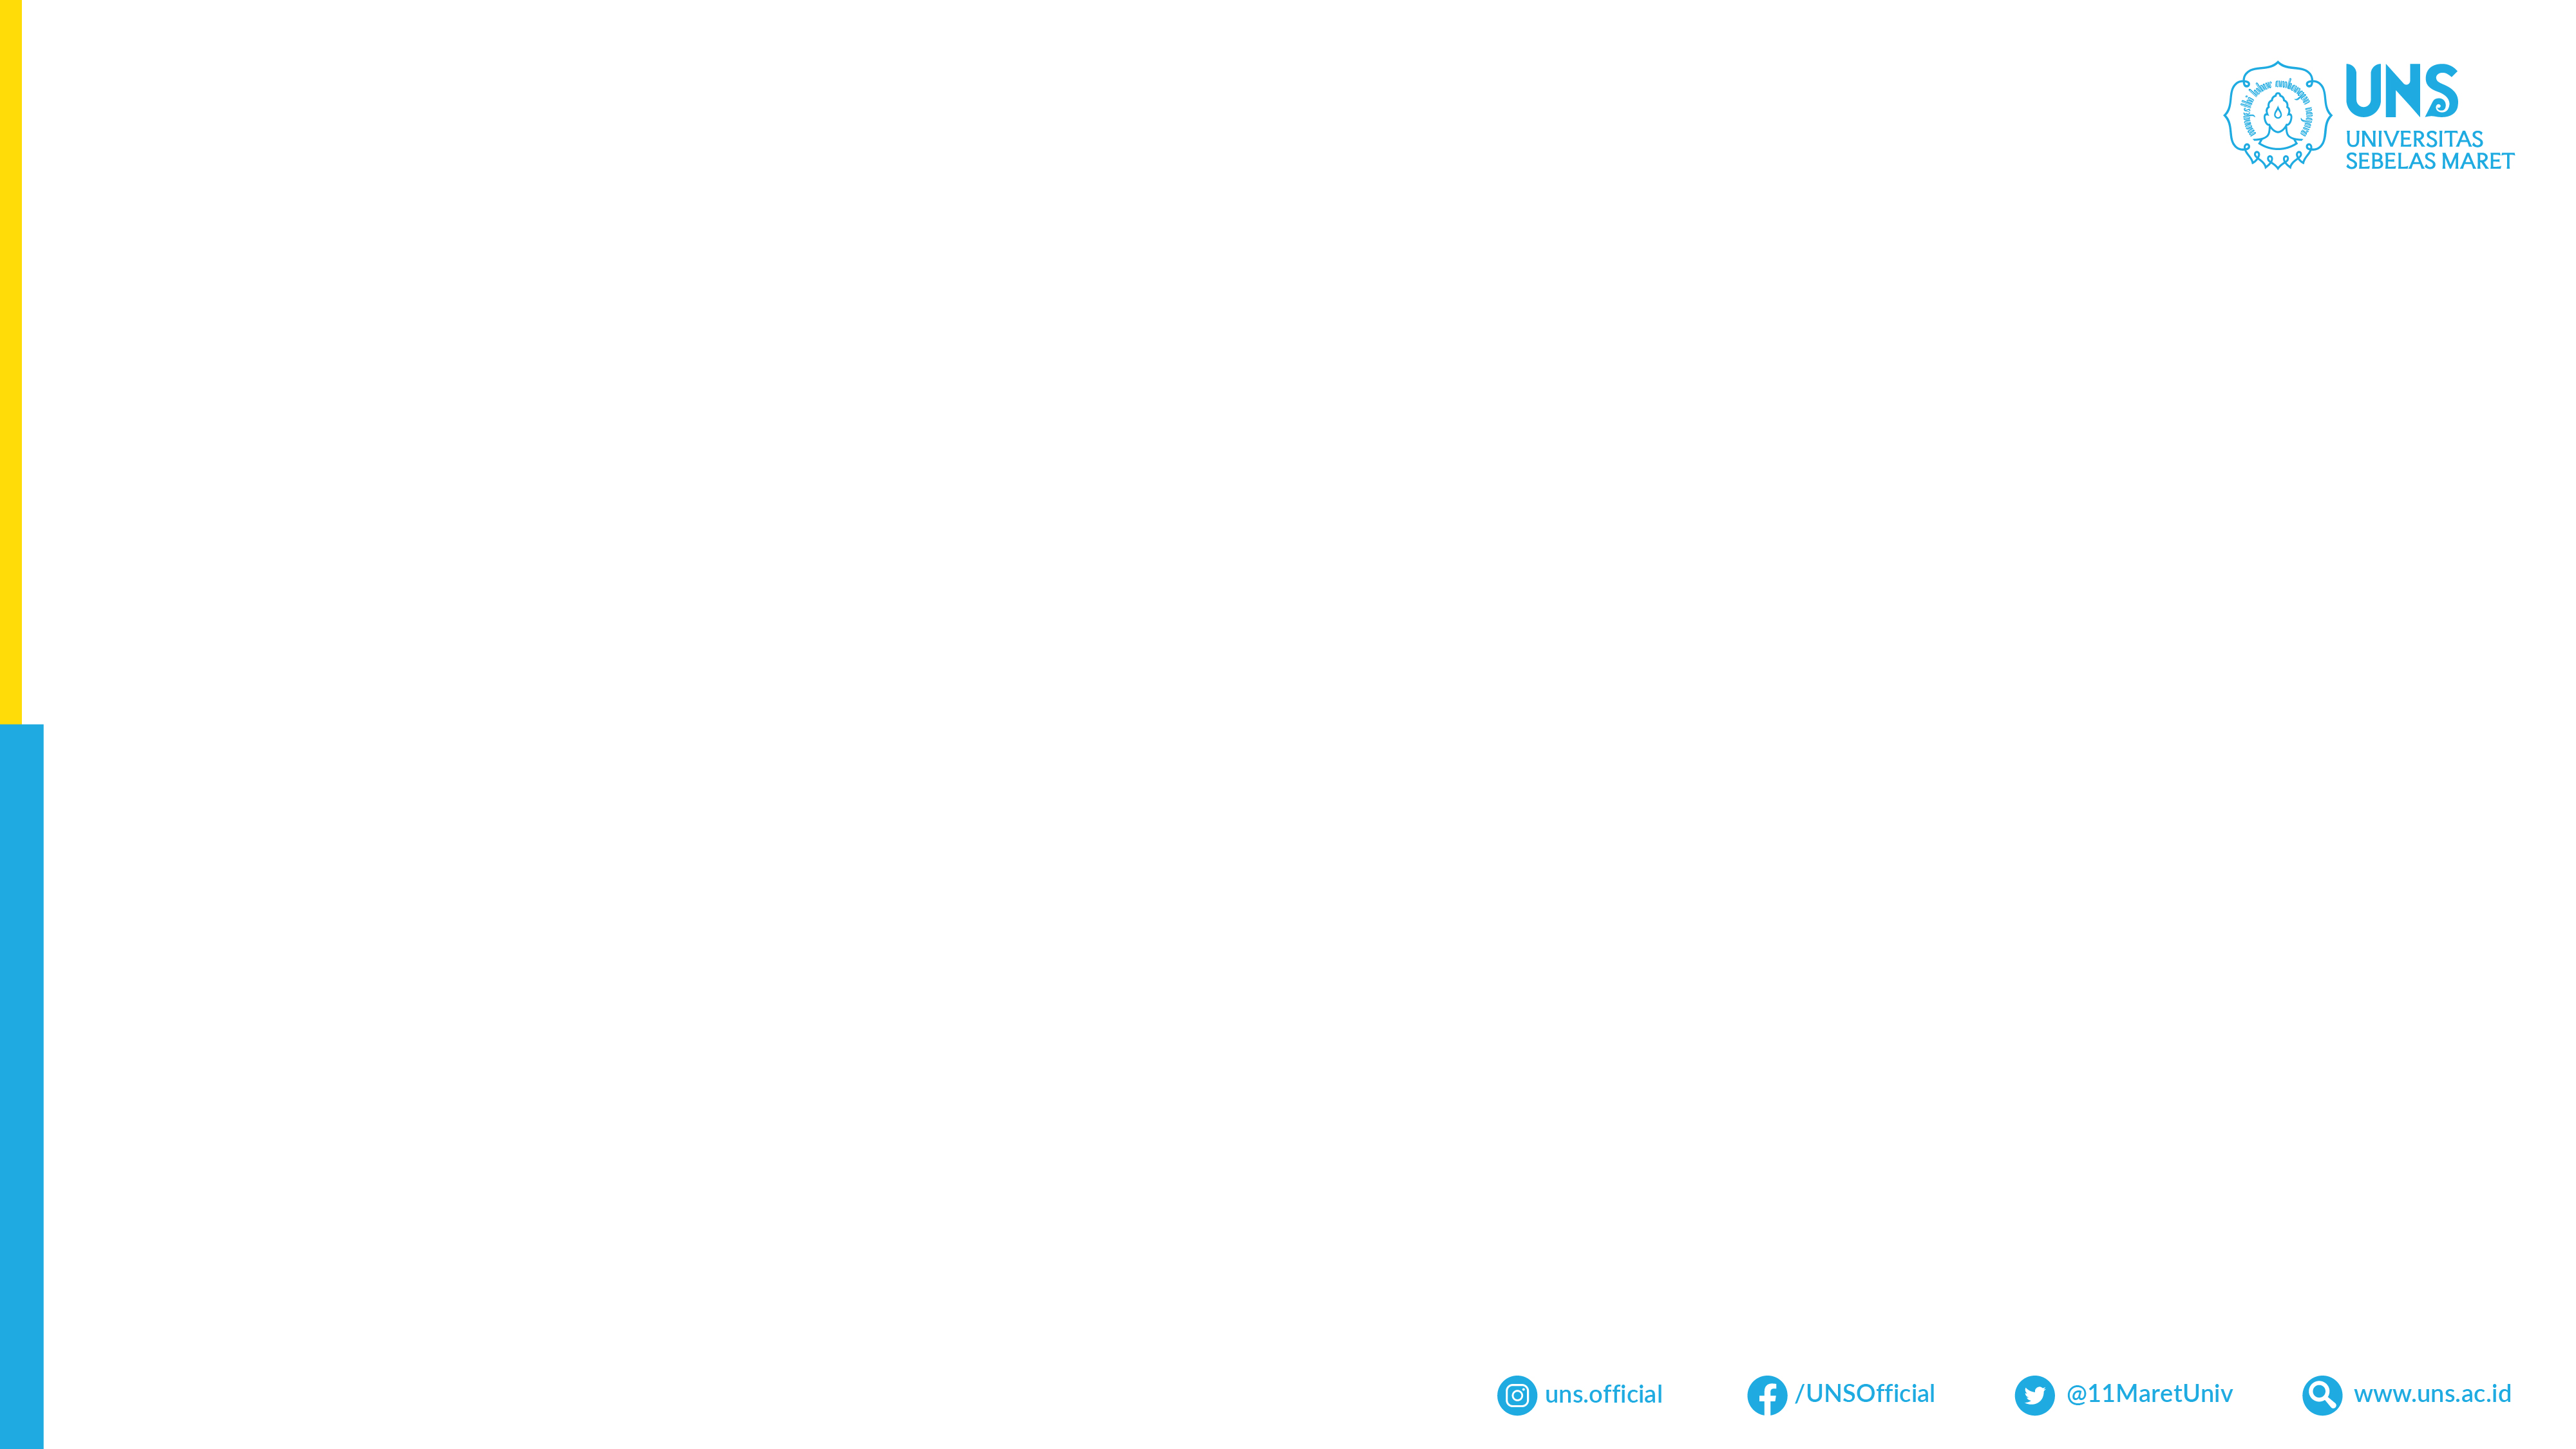 UNS
UNIVERSITAS
SEBELAS MARET
uns.official
/UNSOfficial
@11MaretUniv
www.uns.ac.id